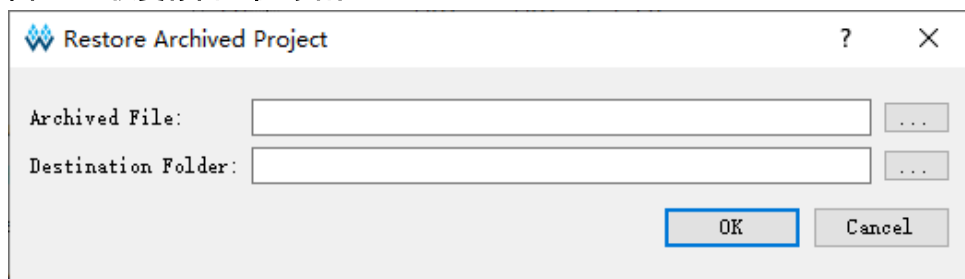 Restore Archived Project ?
Archived File: ...
Destination Folder: ...
OK Cancel